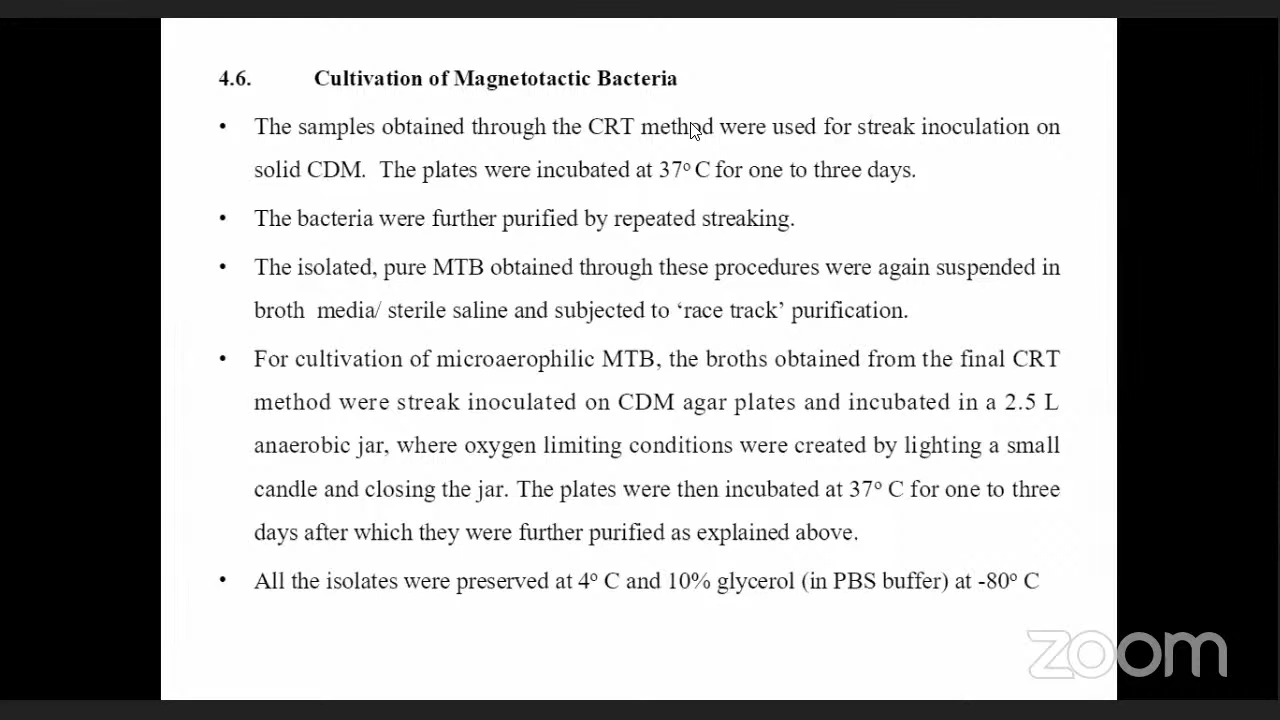 4.6. Cultivation of Magnetotactic Bacteria
• The samples obtained through the CRT method were used for streak inoculation on
solid CDM. The plates were incubated at 37º C for one to three days.
• The bacteria were further purified by repeated streaking.
• The isolated, pure MTB obtained through these procedures were again suspended in
broth media/ sterile saline and subjected to ‘race track’ purification.
• For cultivation of microaerophilic MTB, the broths obtained from the final CRT
method were streak inoculated on CDM agar plates and incubated in a 2.5 L
anaerobic jar, where oxygen limiting conditions were created by lighting a small
candle and closing the jar. The plates were then incubated at 37º C for one to three
days after which they were further purified as explained above.
• All the isolates were preserved at 4º C and 10% glycerol (in PBS buffer) at -80º C
zoom